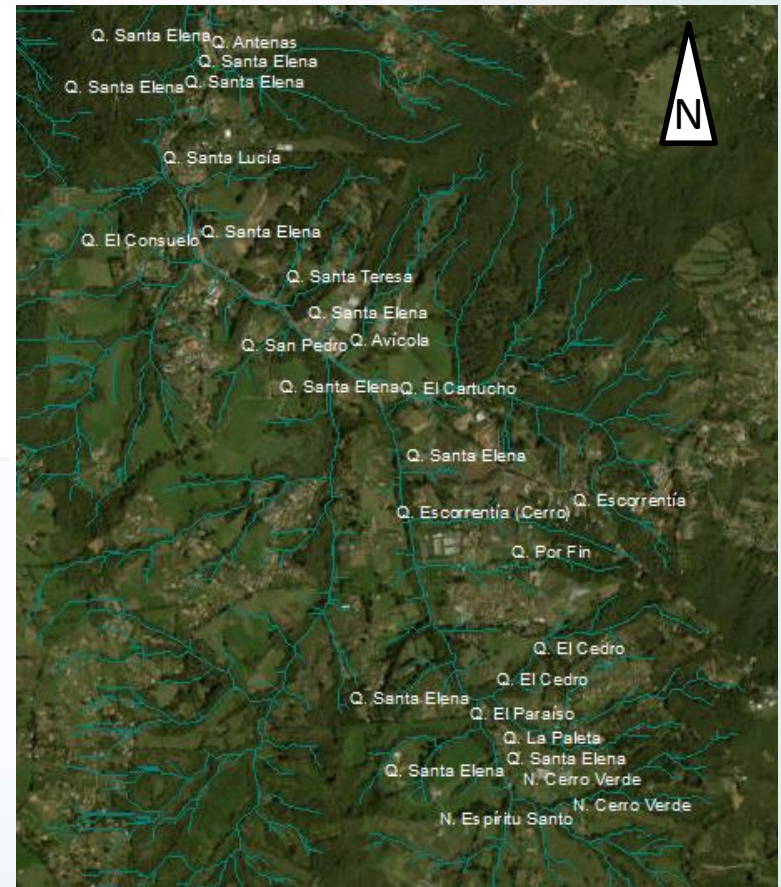 Q. Santa Elena
Q. Antenas
Q. Santa Elena
Q. Santa Elena
Q. Santa Elena
N
Q. Santa Lucía
Q. Santa Elena
Q. El Consuelo
Q. Santa Teresa
Q. Santa Elena
Q. San Pedro
Q. Avícola
Q. Santa Elena
Q. El Cartucho
Q. Santa Elena
Q. Escorrentía
Q. Escorrentía (Cerro)
Q. Por Fin
Q. El Cedro
Q. El Cedro
Q. Santa Elena
Q. El Paraíso
Q. La Paleta
Q. Santa Elena
Q. Santa Elena
N. Cerro Verde
N. Cerro Verde
N. Espíritu Santo